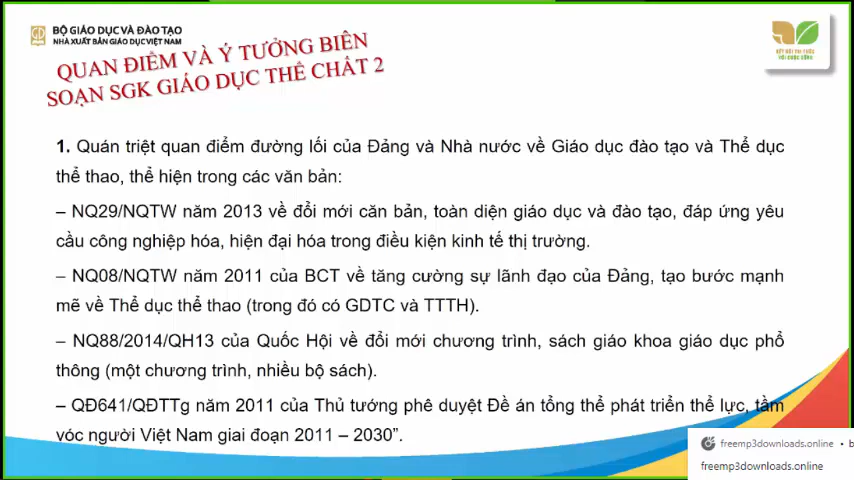 BỘ GIÁO DỤC VÀ ĐÀO TẠO
NHÀ XUẤT BẢN GIÁO DỤC VIỆT NAM
KẾT NỐI TRI THỨC
VỚI CUỘC SỐNG
QUAN ĐIỂM VÀ Ý TƯỞNG BIÊN
SOẠN SGK GIÁO DỤC THỂ CHẤT 2
1. Quán triệt quan điểm đường lối của Đảng và Nhà nước về Giáo dục đào tạo và Thể dục
thể thao, thể hiện trong các văn bản:
– NQ29/NQTW năm 2013 về đổi mới căn bản, toàn diện giáo dục và đào tạo, đáp ứng yêu
cầu công nghiệp hóa, hiện đại hóa trong điều kiện kinh tế thị trường.
– NQ08/NQTW năm 2011 của BCT về tăng cường sự lãnh đạo của Đảng, tạo bước mạnh
mẽ về Thể dục thể thao (trong đó có GDTC và TTTH).
– NQ88/2014/QH13 của Quốc Hội về đổi mới chương trình, sách giáo khoa giáo dục phổ
thông (một chương trình, nhiều bộ sách).
– QĐ641/QĐTTg năm 2011 của Thủ tướng phê duyệt Đề án tổng thể phát triển thể lực, tầm
vóc người Việt Nam giai đoạn 2011 – 2030”.
freemp3downloads.online • b
freemp3downloads.online